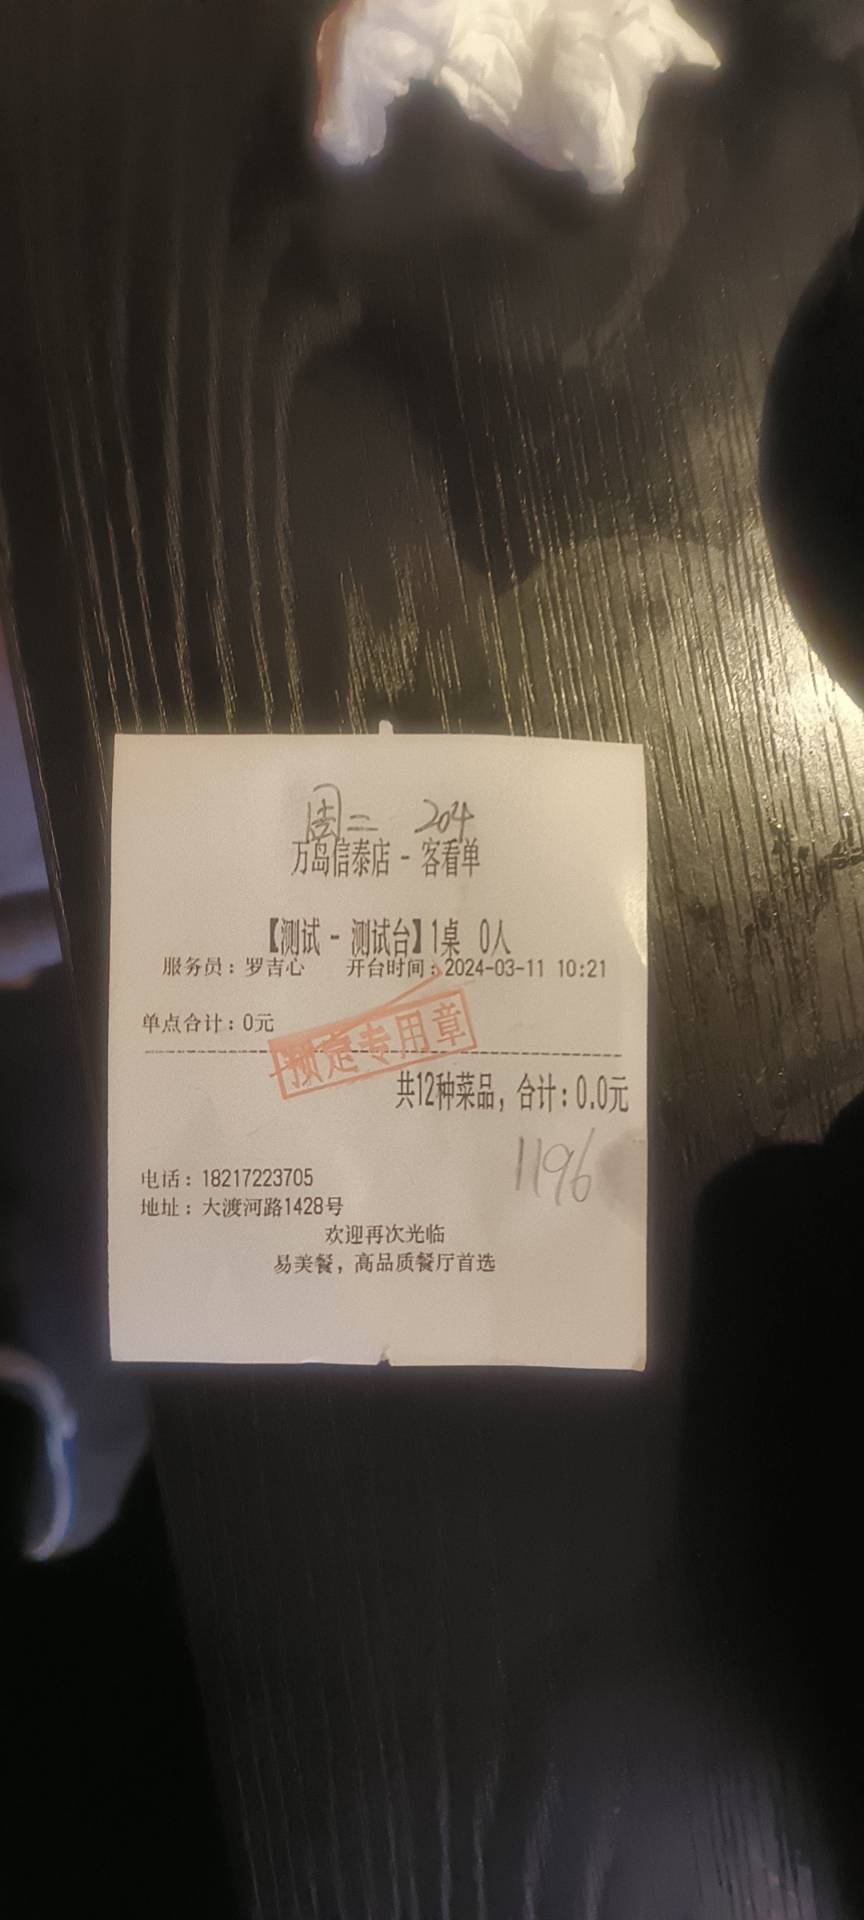 周二 204
万岛信泰店 - 客看单
【测试 - 测试台】1桌 0人
服务员：罗吉心 开台时间：2024-03-11 10:21
单点合计：0元
预定专用章
共12种菜品，合计：0.0元
1196
电话：18217223705
地址：大渡河路1428号
欢迎再次光临
易美餐，高品质餐厅首选